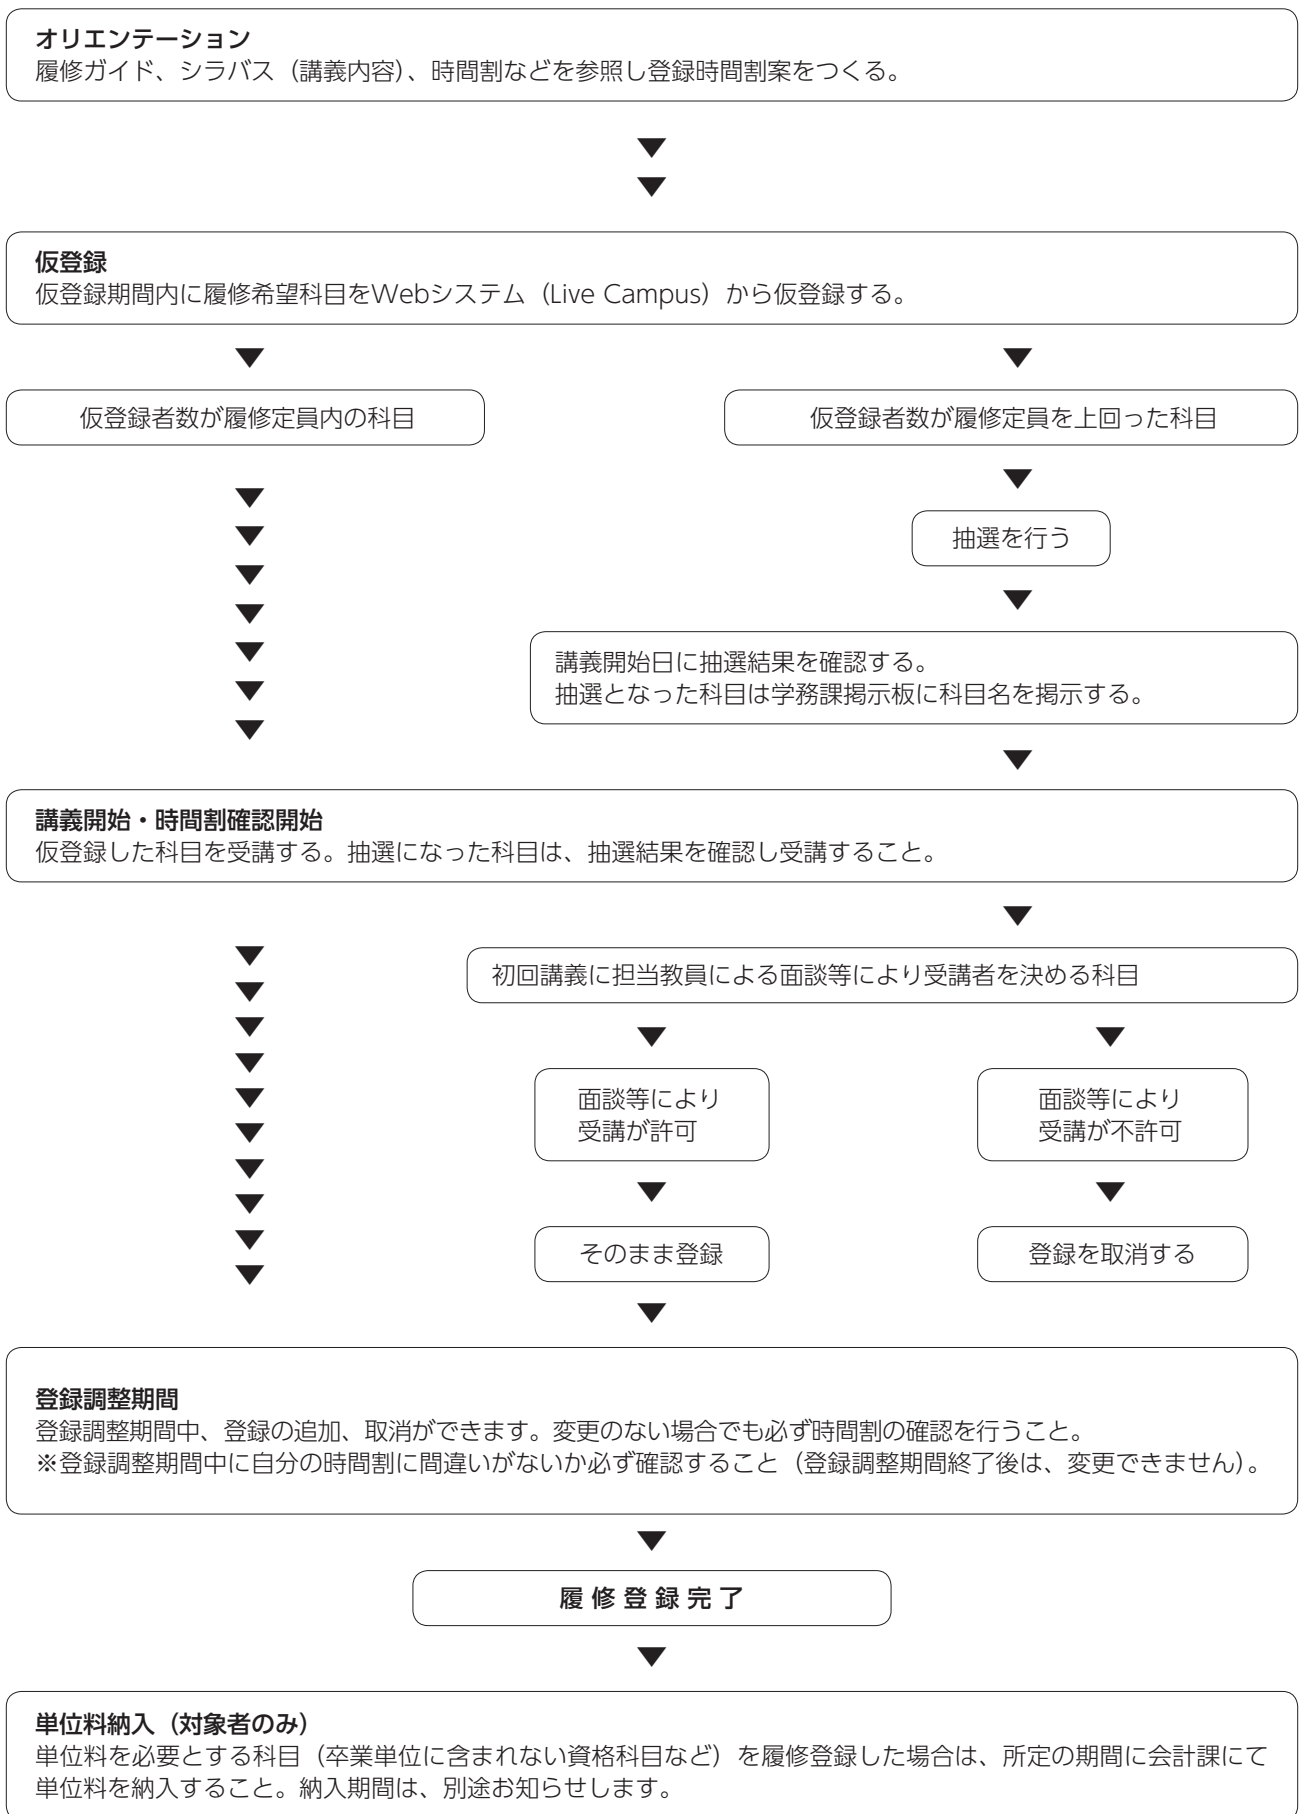 オリエンテーション
履修ガイド、シラバス（講義内容）、時間割などを参照し登録時間割案をつくる。
仮登録
仮登録期間内に履修希望科目をWebシステム（Live Campus）から仮登録する。
仮登録者数が履修定員内の科目
仮登録者数が履修定員を上回った科目
抽選を行う
講義開始日に抽選結果を確認する。
抽選となった科目は学務課掲示板に科目名を掲示する。
講義開始・時間割確認開始
仮登録した科目を受講する。抽選になった科目は、抽選結果を確認し受講すること。
初回講義に担当教員による面談等により受講者を決める科目
面談等により
受講が許可
面談等により
受講が不許可
そのまま登録
登録を取消する
登録調整期間
登録調整期間中、登録の追加、取消ができます。変更のない場合でも必ず時間割の確認を行うこと。
※登録調整期間中に自分の時間割に間違いがないか必ず確認すること（登録調整期間終了後は、変更できません）。
履修登録完了
単位料納入（対象者のみ）
単位料を必要とする科目（卒業単位に含まれない資格科目など）を履修登録した場合は、所定の期間に会計課にて
単位料を納入すること。納入期間は、別途お知らせします。